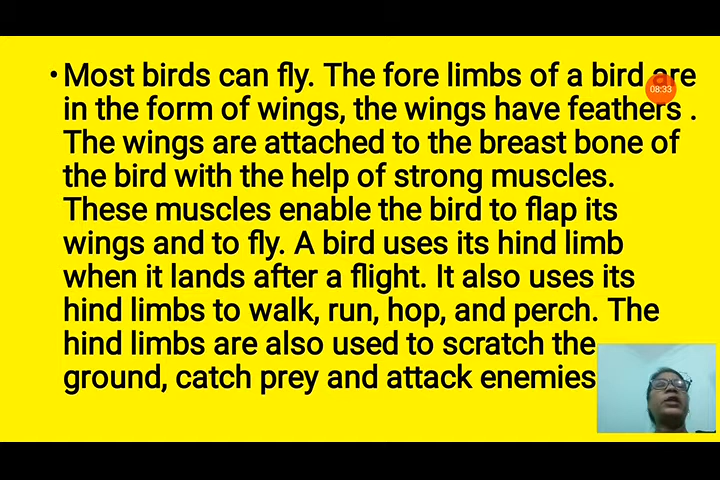 • Most birds can fly. The fore limbs of a bird are
08:33
in the form of wings, the wings have feathers .
The wings are attached to the breast bone of
the bird with the help of strong muscles.
These muscles enable the bird to flap its
wings and to fly. A bird uses its hind limb
when it lands after a flight. It also uses its
hind limbs to walk, run, hop, and perch. The
hind limbs are also used to scratch the
ground, catch prey and attack enemies